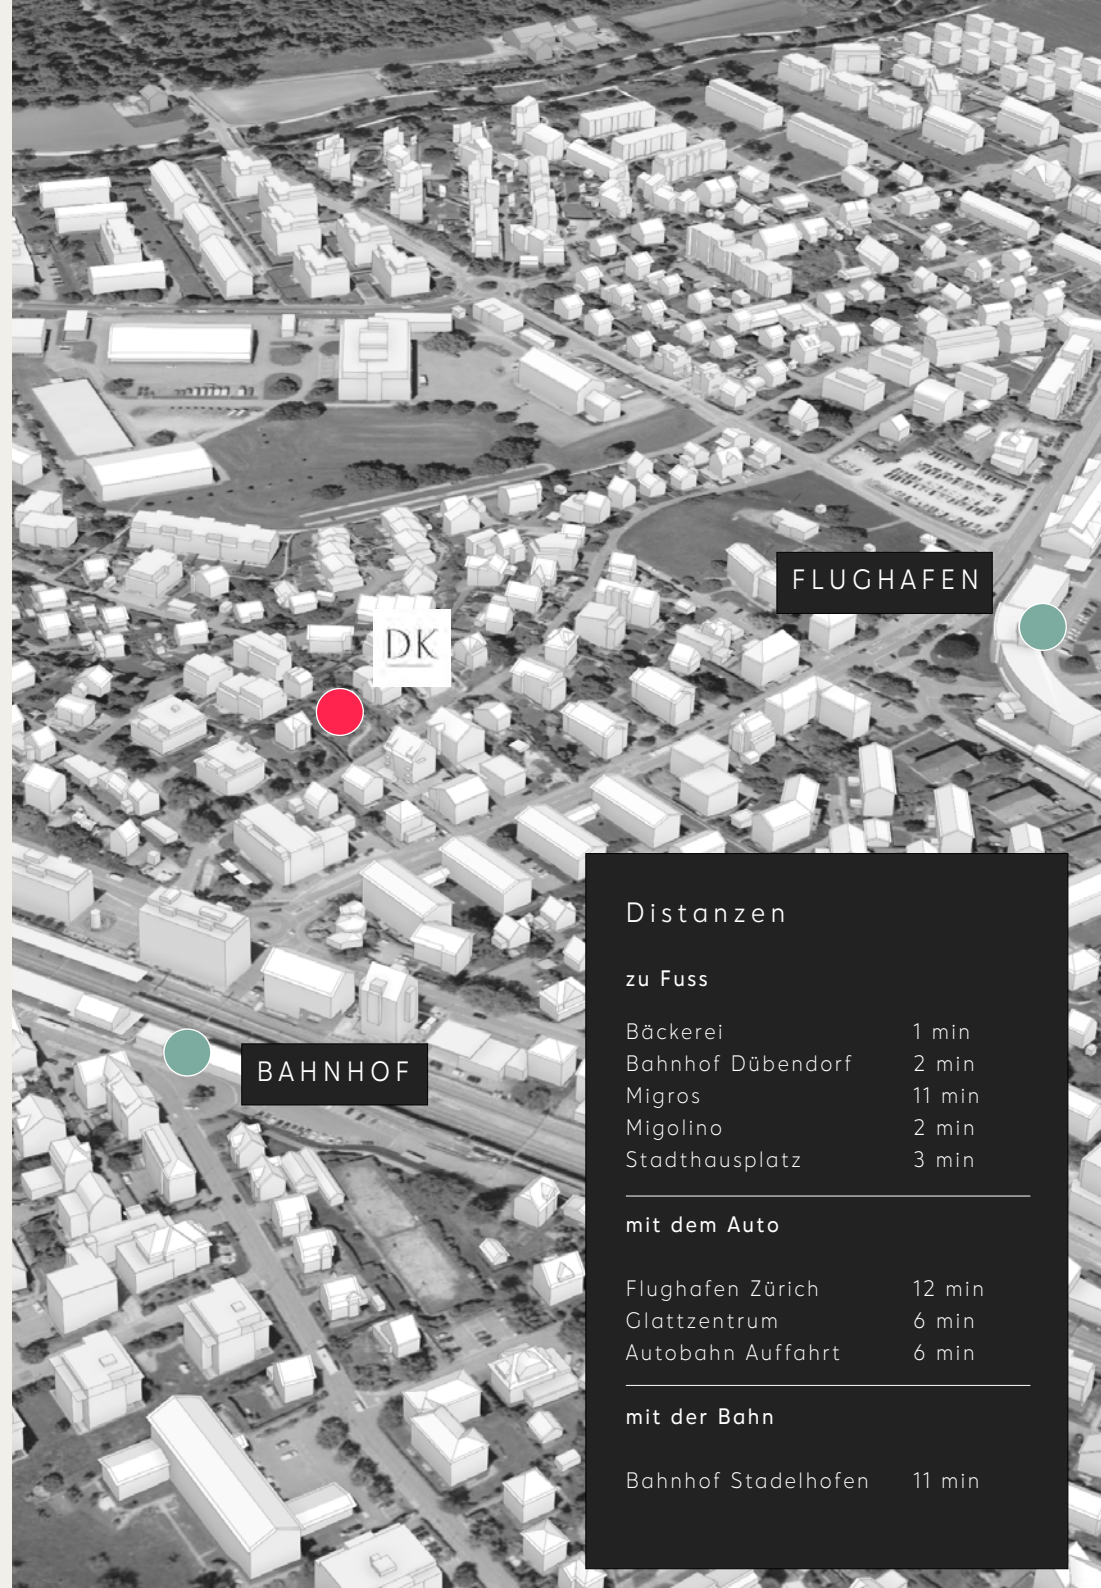 FLUGHAFEN
DK
BAHNHOF
Distanzen
zu Fuss
Bäckerei 1 min
Bahnhof Dübendorf 2 min
Migros 11 min
Migolino 2 min
Stadthausplatz 3 min
mit dem Auto
Flughafen Zürich 12 min
Glattzentrum 6 min
Autobahn Auffahrt 6 min
mit der Bahn
Bahnhof Stadelhofen 11 min